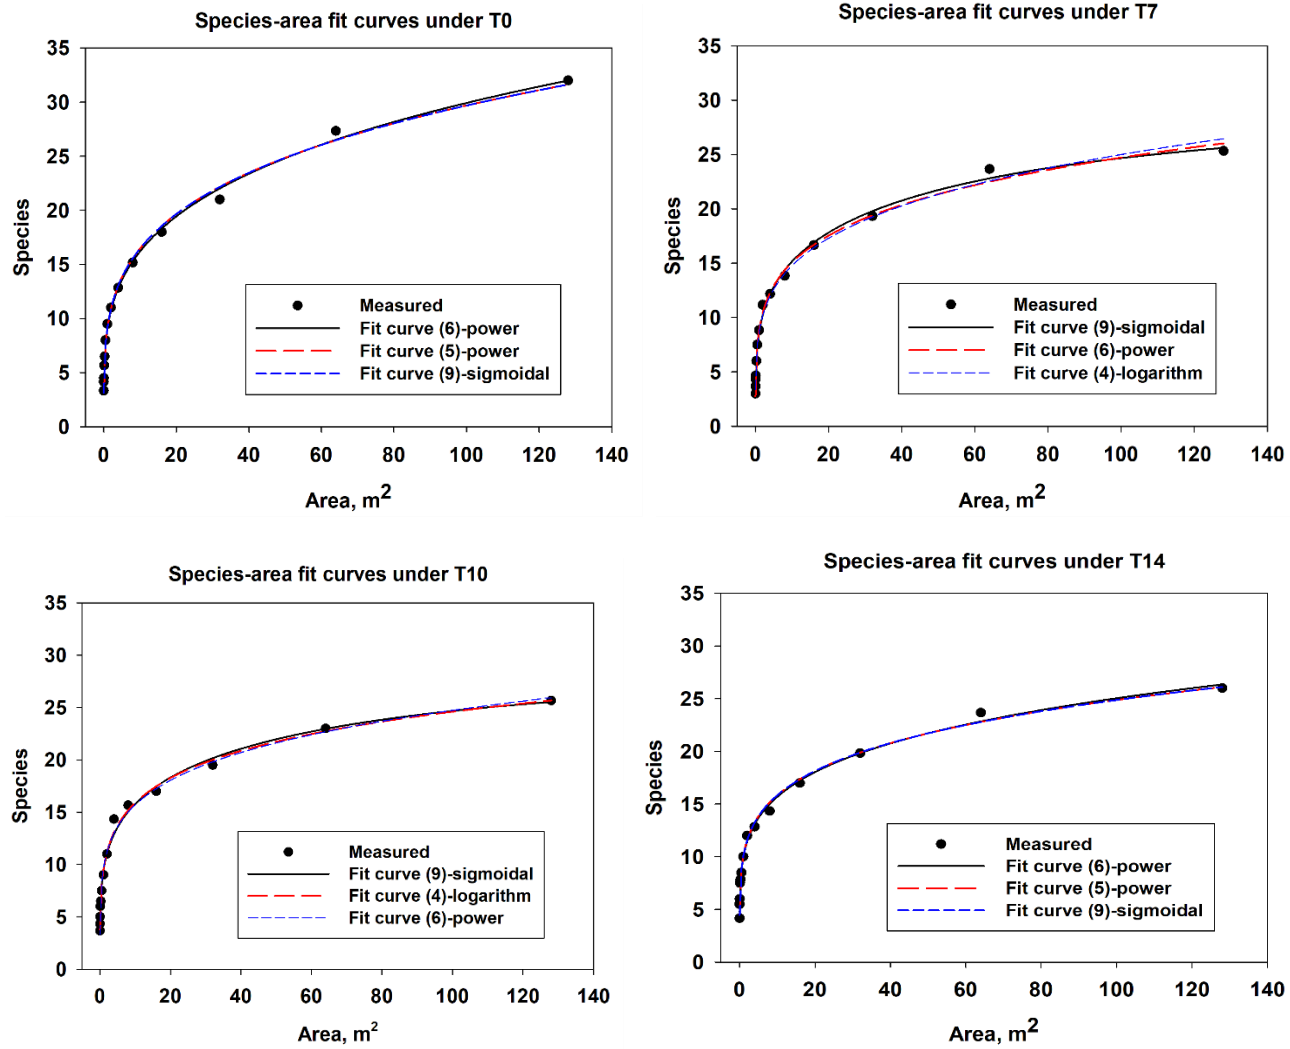 Species-area fit curves under T0
35
30
25
20
15
10
5
0
Species
Measured
Fit curve (6)-power
Fit curve (5)-power
Fit curve (9)-sigmoidal
0 20 40 60 80 100 120 140
Area, m²
Species-area fit curves under T7
35
30
25
20
15
10
5
0
Species
Measured
Fit curve (9)-sigmoidal
Fit curve (6)-power
Fit curve (4)-logarithm
0 20 40 60 80 100 120 140
Area, m²
Species-area fit curves under T10
35
30
25
20
15
10
5
0
Species
Measured
Fit curve (9)-sigmoidal
Fit curve (4)-logarithm
Fit curve (6)-power
0 20 40 60 80 100 120 140
Area, m²
Species-area fit curves under T14
35
30
25
20
15
10
5
0
Species
Measured
Fit curve (6)-power
Fit curve (5)-power
Fit curve (9)-sigmoidal
0 20 40 60 80 100 120 140
Area, m²